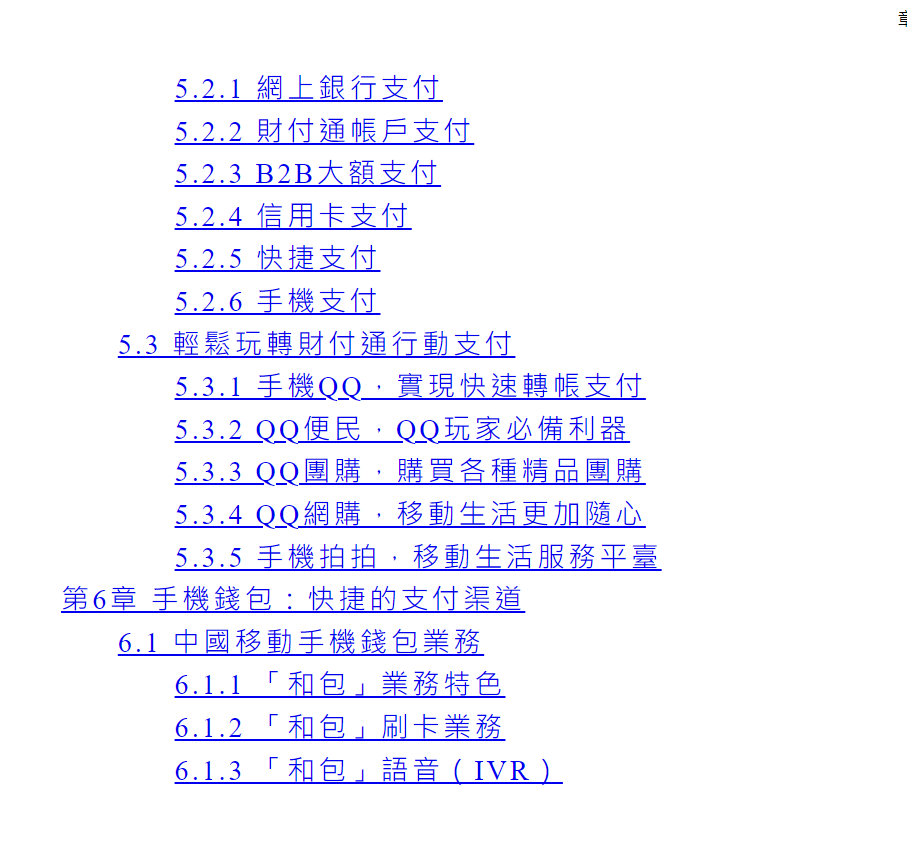 5.2.1 網上銀行支付
5.2.2 財付通帳戶支付
5.2.3 B2B大額支付
5.2.4 信用卡支付
5.2.5 快捷支付
5.2.6 手機支付
5.3 輕鬆玩轉財付通行動支付
5.3.1 手機QQ，實現快速轉帳支付
5.3.2 QQ便民，QQ玩家必備利器
5.3.3 QQ團購，購買各種精品團購
5.3.4 QQ網購，移動生活更加隨心
5.3.5 手機拍拍，移動生活服務平臺
第6章 手機錢包：快捷的支付渠道
6.1 中國移動手機錢包業務
6.1.1 「和包」業務特色
6.1.2 「和包」刷卡業務
6.1.3 「和包」語音（IVR）